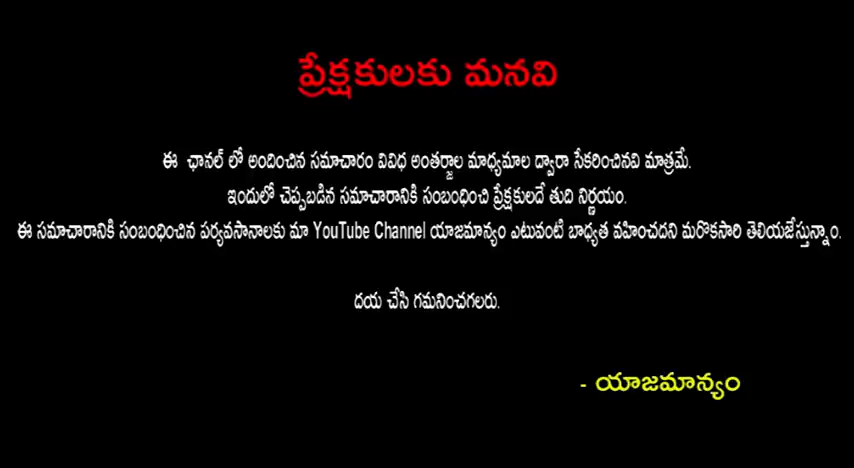 ప్రేక్షకులకు మనవి
ఈ ఛానల్ లో అందించిన సమాచారం వివిధ అంతర్జాల మాధ్యమాల ద్వారా సేకరించినవి మాత్రమే.
ఇందులో చెప్పబడిన సమాచారానికి సంబంధించి ప్రేక్షకులదే తుది నిర్ణయం.
ఈ సమాచారానికి సంబంధించిన పర్యవసానాలకు మా YouTube Channel యాజమాన్యం ఎటువంటి బాధ్యత వహించదని మరొకసారి తెలియజేస్తున్నాం.
దయ చేసి గమనించగలరు.
- యాజమాన్యం